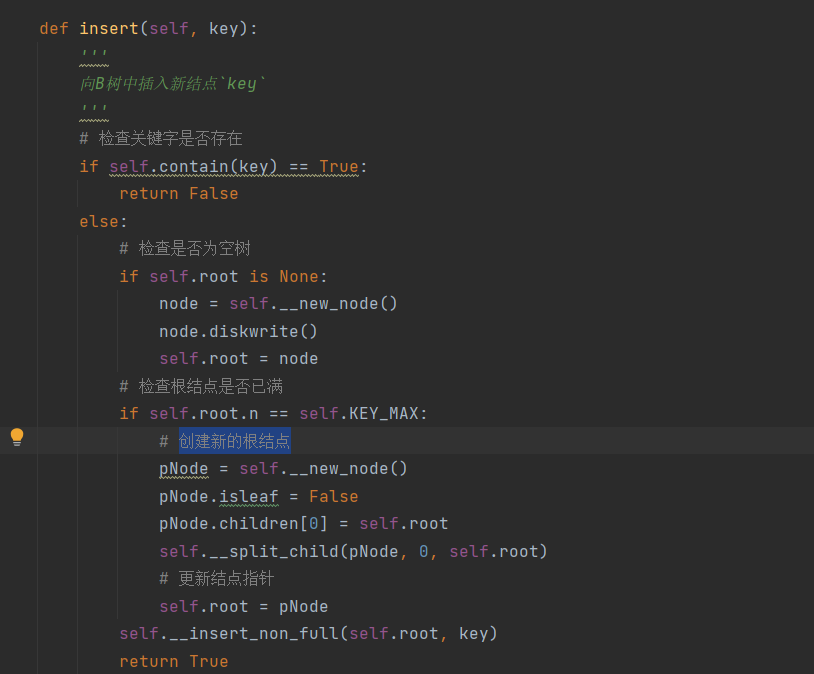 def insert(self, key):
'''
向B树中插入新结点`key`
'''
# 检查关键字是否存在
if self.contain(key) == True:
return False
else:
# 检查是否为空树
if self.root is None:
node = self.__new_node()
node.diskwrite()
self.root = node
# 检查根结点是否已满
if self.root.n == self.KEY_MAX:
# 创建新的根结点
pNode = self.__new_node()
pNode.isleaf = False
pNode.children[0] = self.root
self.__split_child(pNode, 0, self.root)
# 更新结点指针
self.root = pNode
self.__insert_non_full(self.root, key)
return True